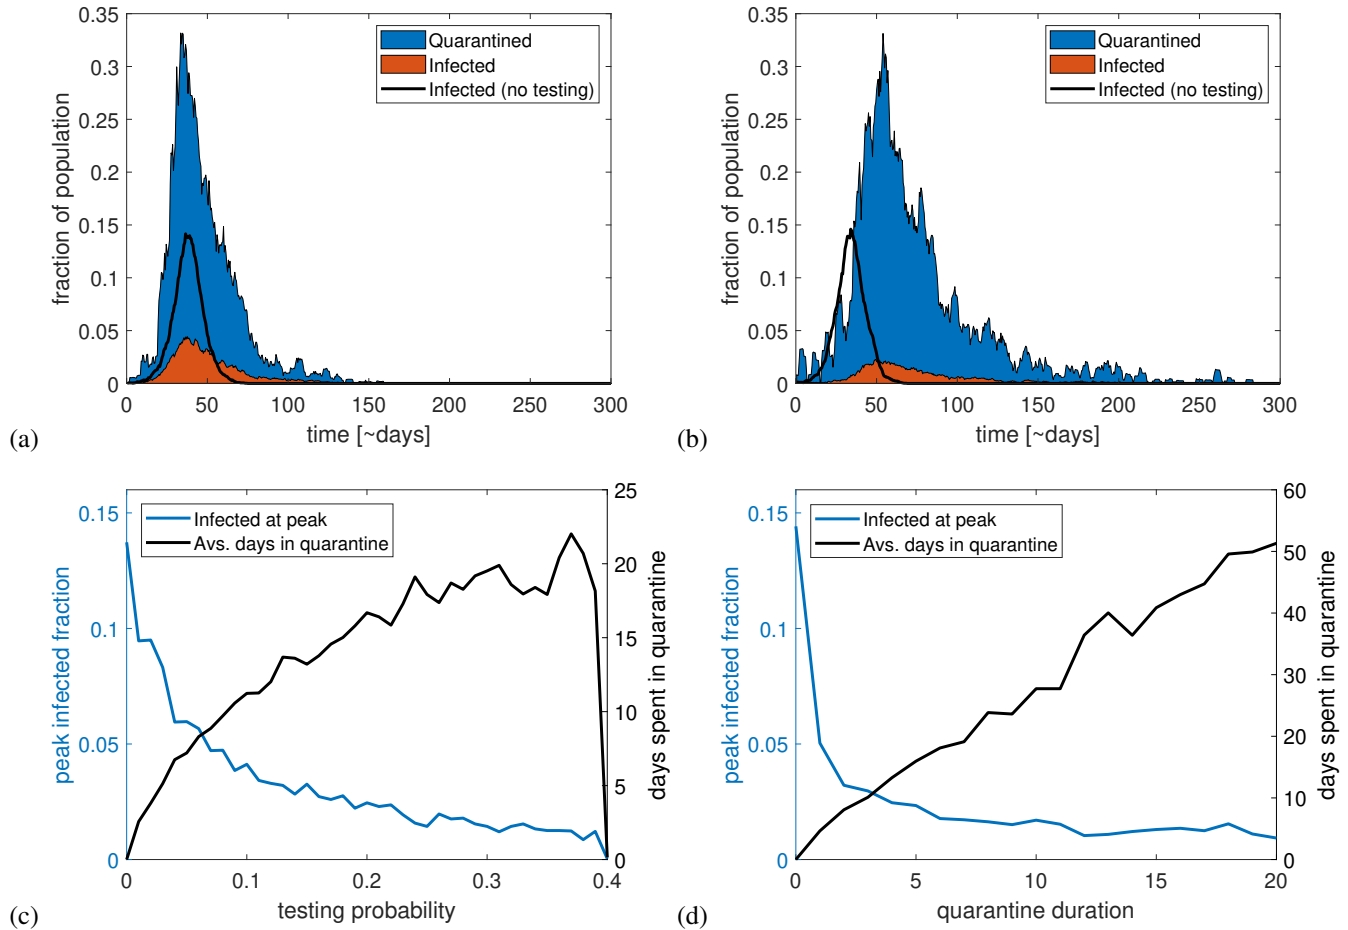 0.35
0.3
0.25
0.2
0.15
0.1
0.05
0
fraction of population
Quarantined
Infected
Infected (no testing)
0 50 100 150 200 250 300
time [~days]
(a)
0.35
0.3
0.25
0.2
0.15
0.1
0.05
0
fraction of population
Quarantined
Infected
Infected (no testing)
0 50 100 150 200 250 300
time [~days]
(b)
0.15
0.1
0.05
0
peak infected fraction
Infected at peak
Avs. days in quarantine
25
20
15
10
5
0
days spent in quarantine
0 0.1 0.2 0.3 0.4
testing probability
(c)
0.15
0.1
0.05
0
peak infected fraction
Infected at peak
Avs. days in quarantine
60
50
40
30
20
10
0
days spent in quarantine
0 5 10 15 20
quarantine duration
(d)